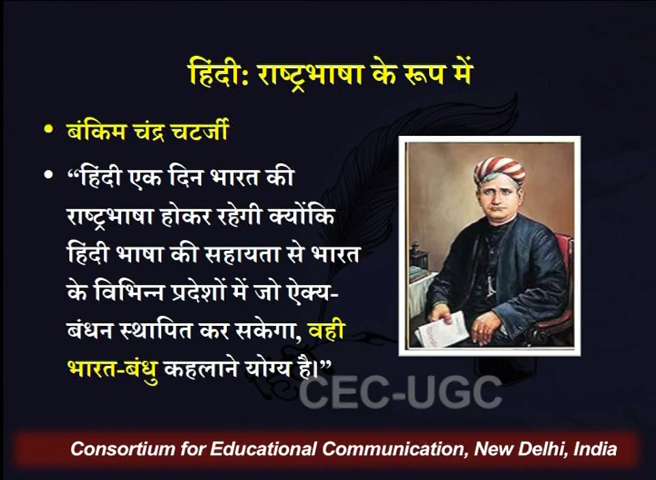 हिंदी: राष्ट्रभाषा के रूप में
• बंकिम चंद्र चटर्जी
• “हिंदी एक दिन भारत की
राष्ट्रभाषा होकर रहेगी क्योंकि
हिंदी भाषा की सहायता से भारत
के विभिन्न प्रदेशों में जो ऐक्य-
बंधन स्थापित कर सकेगा, वही
भारत-बंधु कहलाने योग्य है।”
CEC-UGC
Consortium for Educational Communication, New Delhi, India